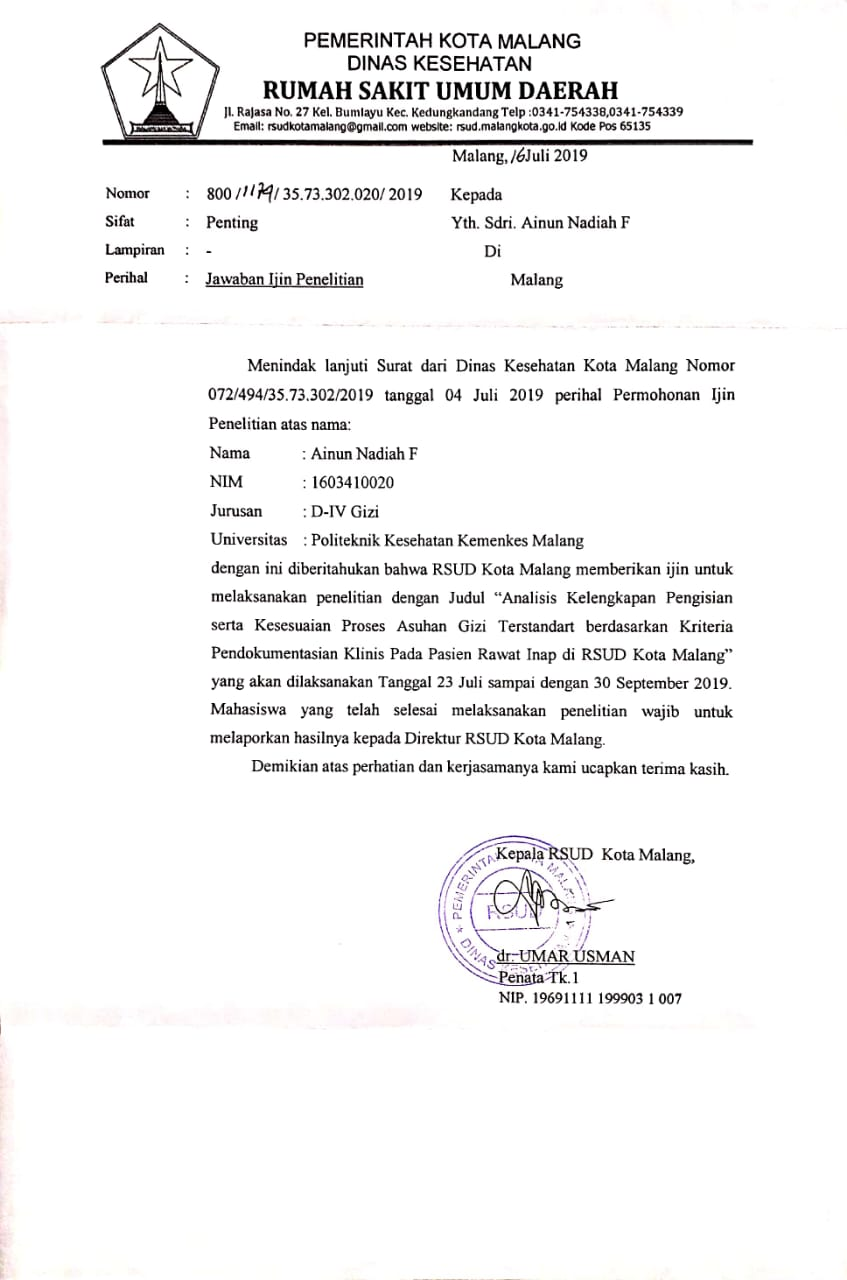 PEMERINTAH KOTA MALANG
DINAS KESEHATAN
RUMAH SAKIT UMUM DAERAH
Jl. Rajasa No. 27 Kel. Bumiayu Kec. Kedungkandang Telp :0341-754338,0341-754339
Email: rsudkotamalang@gmail.com website: rsud.malangkota.go.id Kode Pos 65135
Malang, 16 Juli 2019
Nomor : 800 /1179/ 35.73.302.020/ 2019 Kepada
Sifat : Penting Yth. Sdri. Ainun Nadiah F
Lampiran : - Di
Perihal : Jawaban Ijin Penelitian Malang
Menindak lanjuti Surat dari Dinas Kesehatan Kota Malang Nomor
072/494/35.73.302/2019 tanggal 04 Juli 2019 perihal Permohonan Ijin
Penelitian atas nama:
Nama : Ainun Nadiah F
NIM : 1603410020
Jurusan : D-IV Gizi
Universitas : Politeknik Kesehatan Kemenkes Malang
dengan ini diberitahukan bahwa RSUD Kota Malang memberikan ijin untuk
melaksanakan penelitian dengan Judul “Analisis Kelengkapan Pengisian
serta Kesesuaian Proses Asuhan Gizi Terstandart berdasarkan Kriteria
Pendokumentasian Klinis Pada Pasien Rawat Inap di RSUD Kota Malang”
yang akan dilaksanakan Tanggal 23 Juli sampai dengan 30 September 2019.
Mahasiswa yang telah selesai melaksanakan penelitian wajib untuk
melaporkan hasilnya kepada Direktur RSUD Kota Malang.
Demikian atas perhatian dan kerjasamanya kami ucapkan terima kasih.
Kepala RSUD Kota Malang,
RSUD
dr. UMAR USMAN
Penata Tk.1
NIP. 19691111 199903 1 007